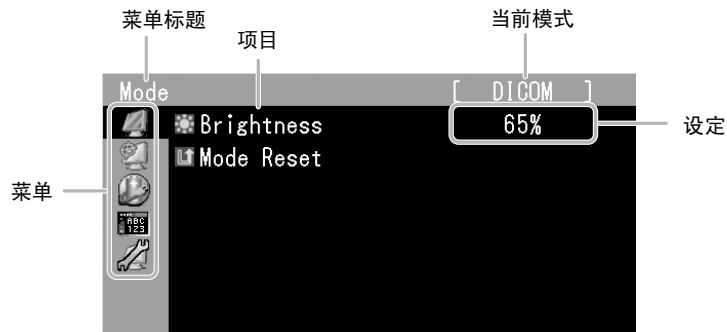 菜单标题
当前模式
项目
Mode
[ DICOM ]
Brightness
65%
设定
Mode Reset
菜单
ABC
123